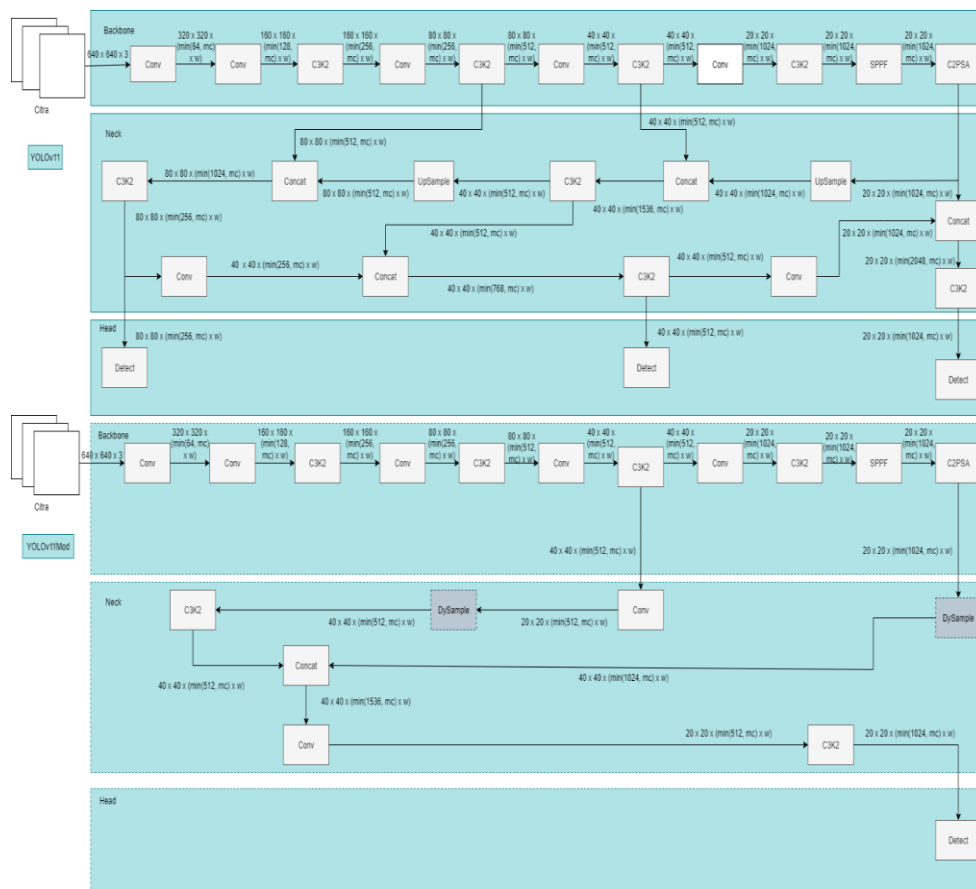 Backbone
640 x 640 x 3
Conv
320 x 320 x
(min(64, mc)
x w)
Conv
160 x 160 x
(min(128,
mc) x w)
C3K2
160 x 160 x
(min(256,
mc) x w)
Conv
80 x 80 x
(min(256,
mc) x w)
C3K2
80 x 80 x
(min(512,
mc) x w)
Conv
40 x 40 x
(min(512,
mc) x w)
C3K2
40 x 40 x
(min(512,
mc) x w)
Conv
20 x 20 x
(min(1024,
mc) x w)
C3K2
20 x 20 x
(min(1024,
mc) x w)
SPPF
20 x 20 x
(min(1024,
mc) x w)
C2PSA
Citra
YOLOv11
Neck
80 x 80 x (min(512, mc) x w)
40 x 40 x (min(512, mc) x w)
C3K2
80 x 80 x (min(1024, mc) x w)
Concat
80 x 80 x (min(512, mc) x w)
UpSample
40 x 40 x (min(512, mc) x w)
C3K2
40 x 40 x (min(1536, mc) x w)
Concat
40 x 40 x (min(1024, mc) x w)
UpSample
20 x 20 x (min(1024, mc) x w)
80 x 80 x (min(256, mc) x w)
40 x 40 x (min(512, mc) x w)
20 x 20 x (min(1024, mc) x w)
Concat
Conv
40 x 40 x (min(256, mc) x w)
Concat
40 x 40 x (min(768, mc) x w)
C3K2
40 x 40 x (min(512, mc) x w)
Conv
20 x 20 x (min(2048, mc) x w)
C3K2
Head
80 x 80 x (min(256, mc) x w)
40 x 40 x (min(512, mc) x w)
20 x 20 x (min(1024, mc) x w)
Detect
Detect
Detect
Backbone
640 x 640 x 3
Conv
320 x 320 x
(min(64, mc)
x w)
Conv
160 x 160 x
(min(128,
mc) x w)
C3K2
160 x 160 x
(min(256,
mc) x w)
Conv
80 x 80 x
(min(256,
mc) x w)
C3K2
80 x 80 x
(min(512,
mc) x w)
Conv
40 x 40 x
(min(512,
mc) x w)
C3K2
40 x 40 x
(min(512,
mc) x w)
Conv
20 x 20 x
(min(1024,
mc) x w)
C3K2
20 x 20 x
(min(1024,
mc) x w)
SPPF
20 x 20 x
(min(1024,
mc) x w)
C2PSA
Citra
YOLOv11Mod
40 x 40 x (min(512, mc) x w)
20 x 20 x (min(1024, mc) x w)
Neck
C3K2
40 x 40 x (min(512, mc) x w)
DySample
20 x 20 x (min(512, mc) x w)
Conv
DySample
40 x 40 x (min(512, mc) x w)
Concat
40 x 40 x (min(1024, mc) x w)
40 x 40 x (min(1536, mc) x w)
Conv
20 x 20 x (min(512, mc) x w)
C3K2
20 x 20 x (min(1024, mc) x w)
Head
Detect